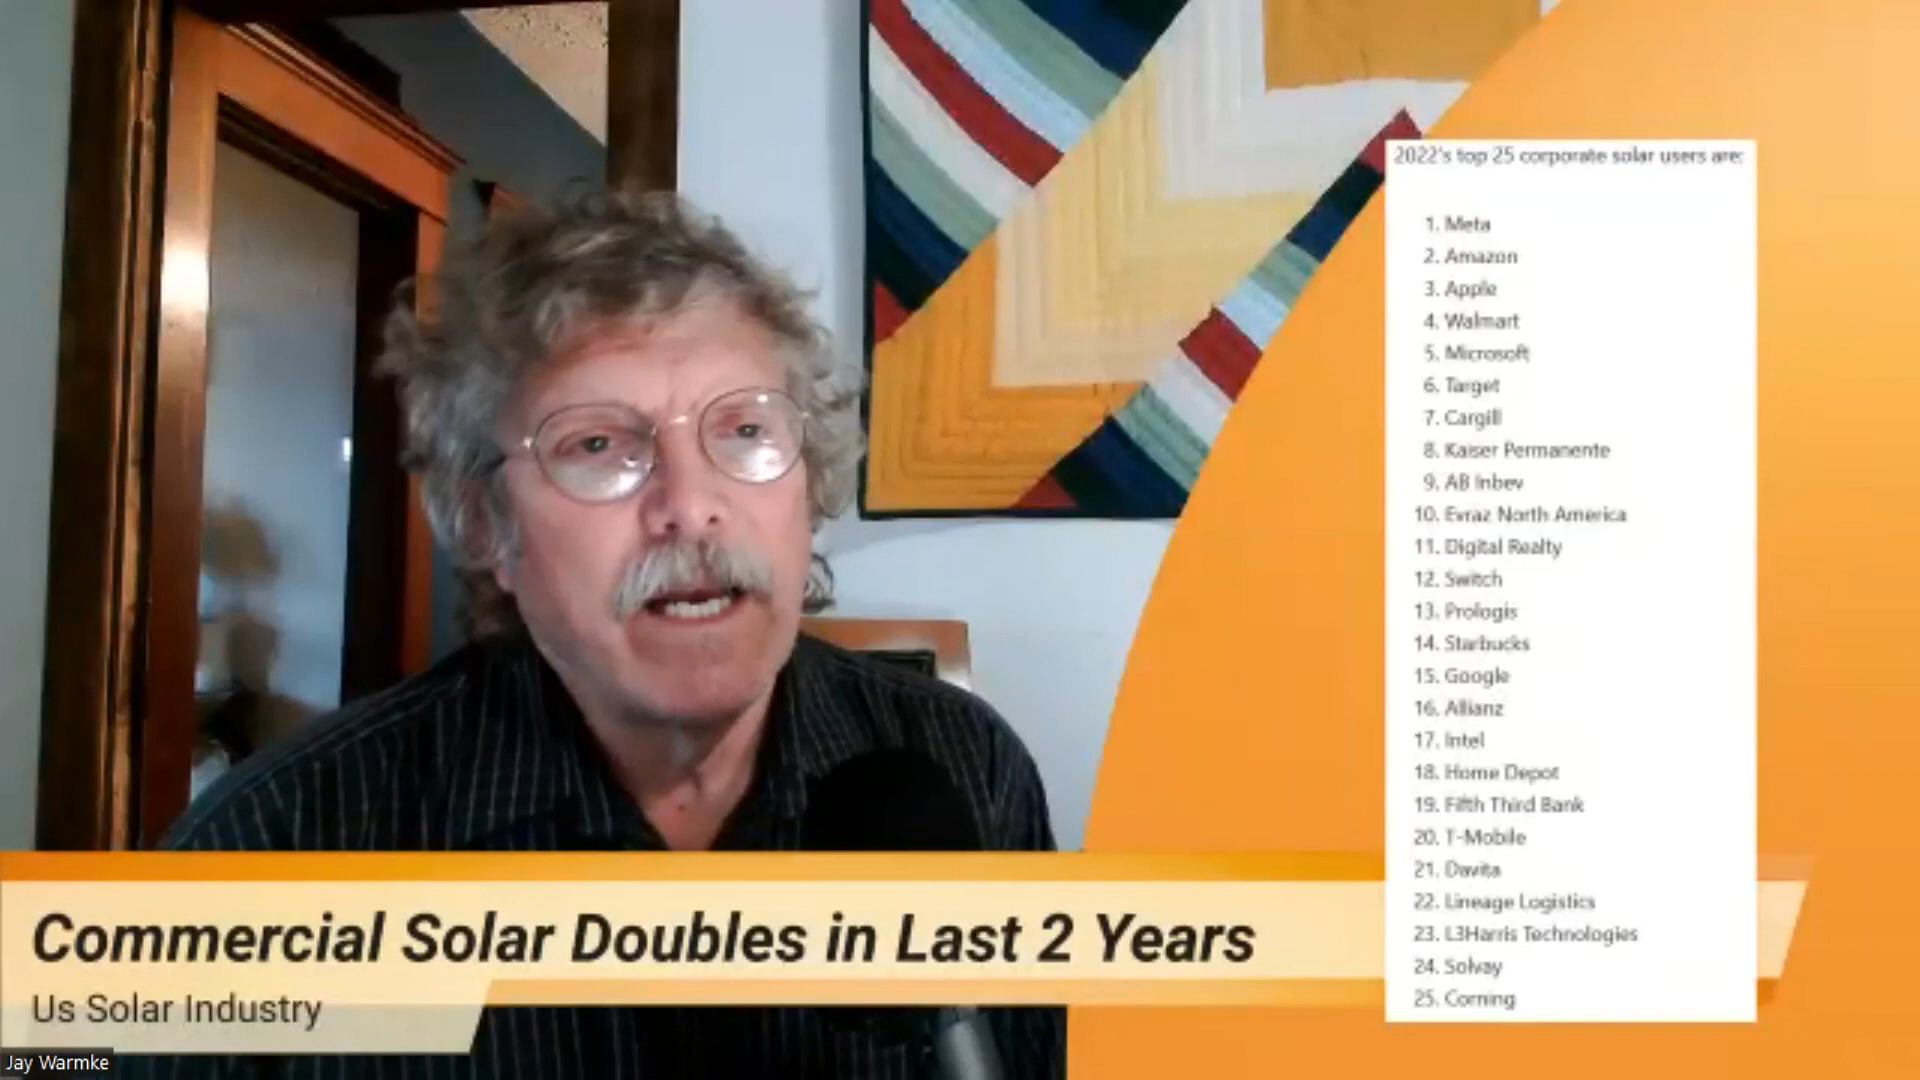 2022's top 25 corporate solar users are:
1. Meta
2. Amazon
3. Apple
4. Walmart
5. Microsoft
6. Target
7. Cargill
8. Kaiser Permanente
9. AB Inbev
10. Evraz North America
11. Digital Realty
12. Switch
13. Prologis
14. Starbucks
15. Google
16. Allianz
17. Intel
18. Home Depot
19. Fifth Third Bank
20. T-Mobile
21. Davita
22. Lineage Logistics
23. L3Harris Technologies
24. Solvay
25. Corning
Commercial Solar Doubles in Last 2 Years
Us Solar Industry
Jay Warmke